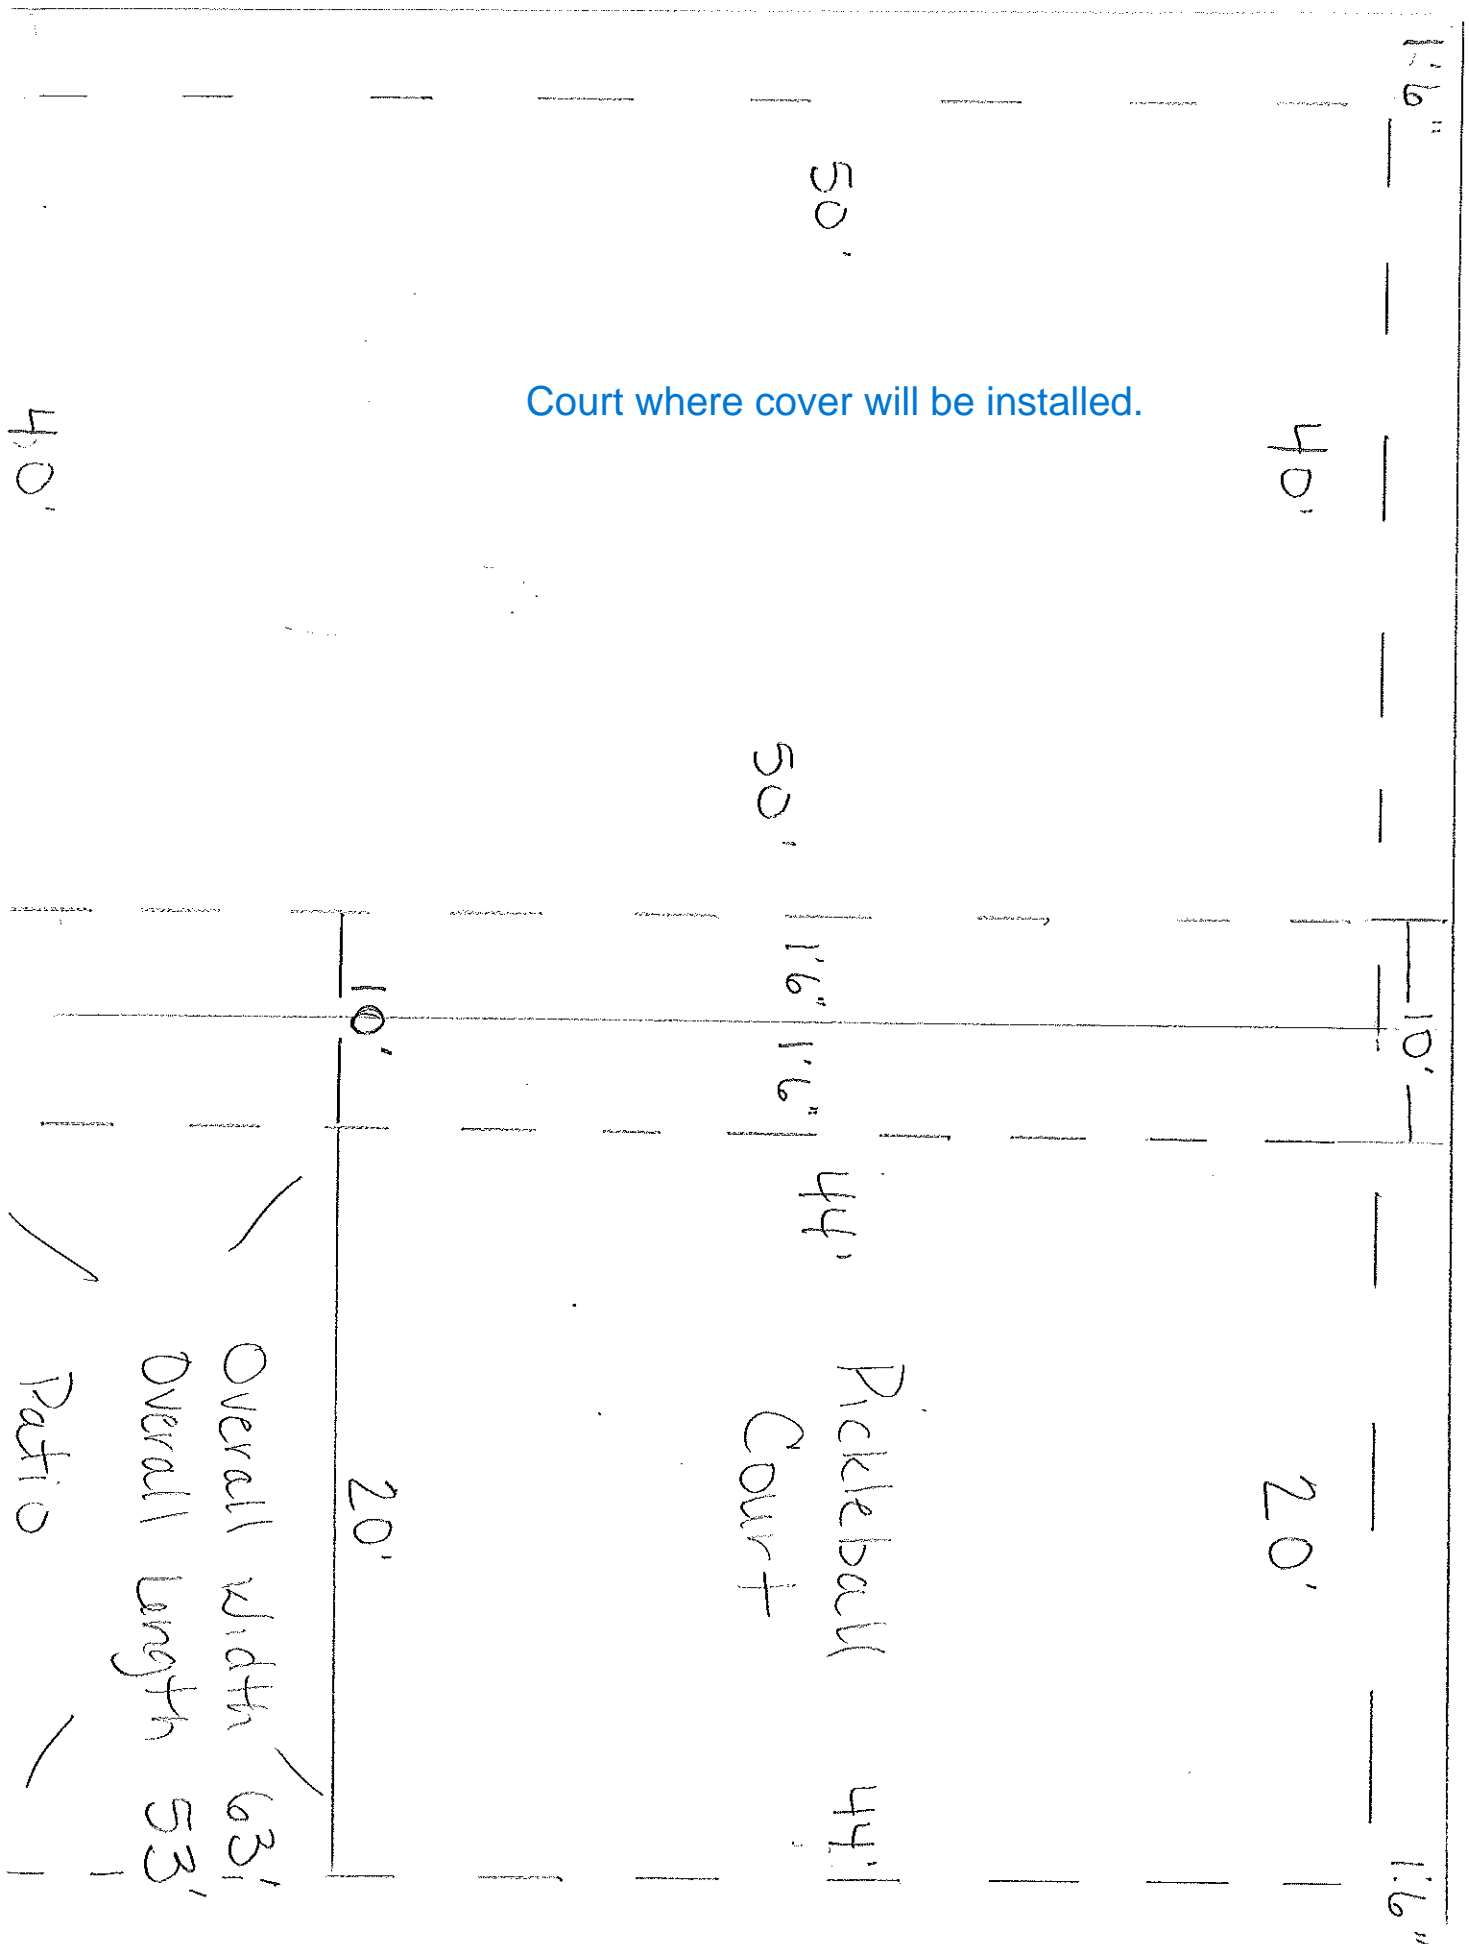 1'6"
50'
Court where cover will be installed.
40'
40'
50'
10'
1'6"
1'6"
10'
44'
Pickleball
Court
20'
20'
44'
1'6"
Overall Width 63'
Overall Length 53'
Patio